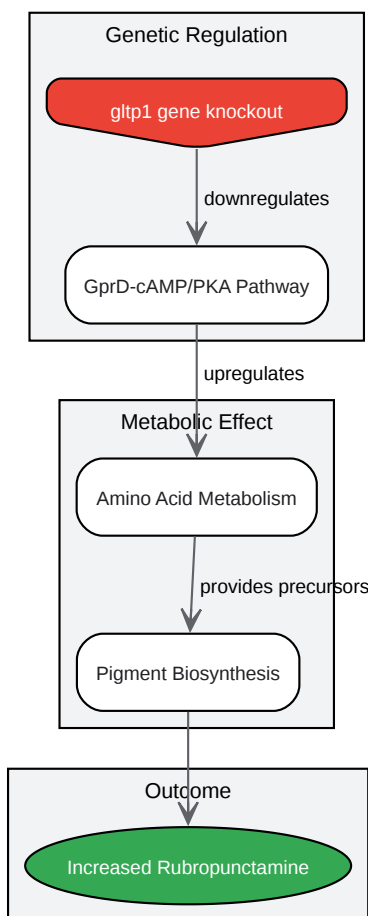 Genetic Regulation
gltp1 gene knockout
downregulates
GprD-cAMP/PKA Pathway
upregulates
Metabolic Effect
Amino Acid Metabolism
provides precursors
Pigment Biosynthesis
Outcome
Increased Rubropunctamine